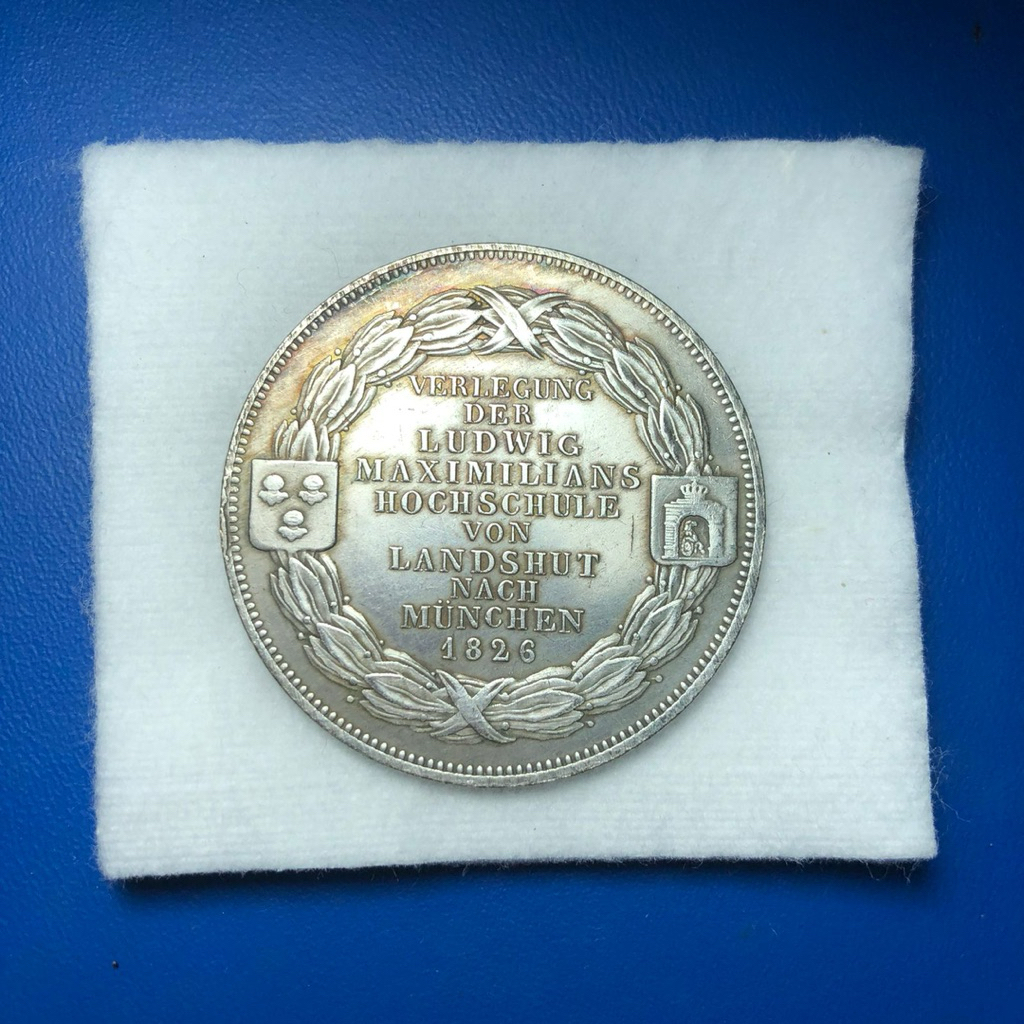 VERLEGUNG
DER
LUDWIG
MAXIMILIANS
HOCHSCHULE
VON
LANDSHUT
NACH
MÜNCHEN
1826